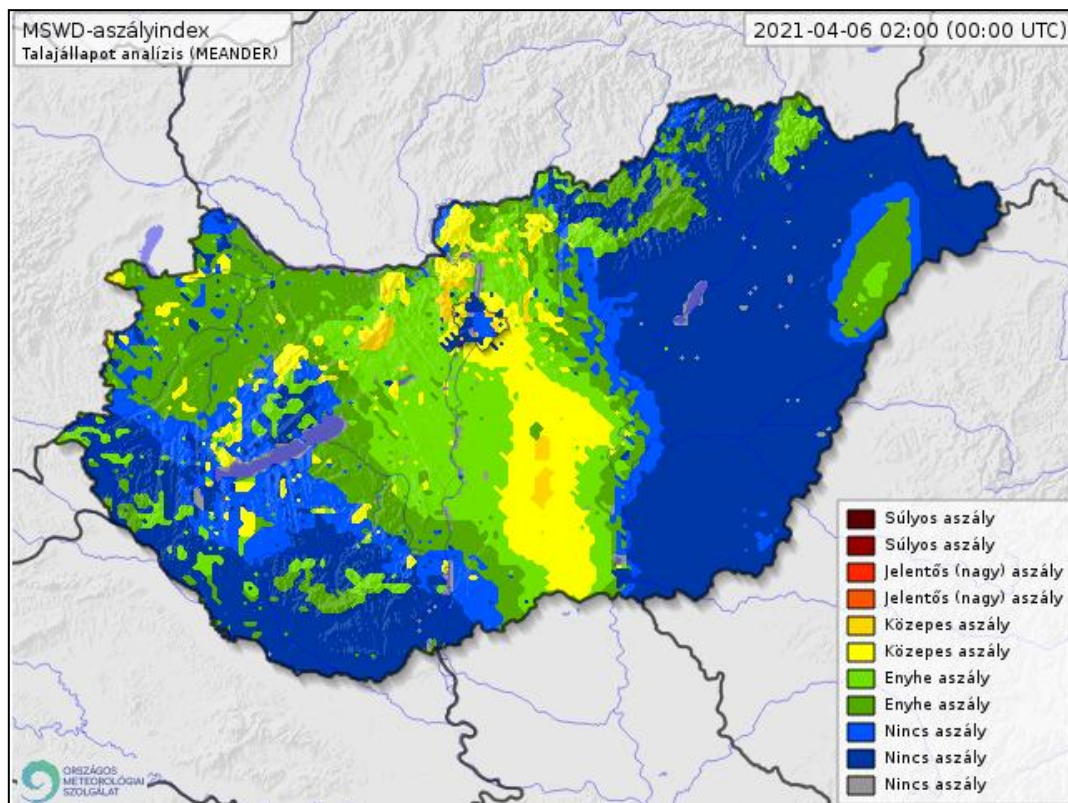 MSWD-aszályindex
Talajállapot analízis (MEANDER)
2021-04-06 02:00 (00:00 UTC)
Súlyos aszály
Súlyos aszály
Jelentős (nagy) aszály
Jelentős (nagy) aszály
Közepes aszály
Közepes aszály
Enyhe aszály
Enyhe aszály
Nincs aszály
Nincs aszály
Nincs aszály
ORSZÁGOS
METEOROLÓGIAI
SZOLGÁLAT